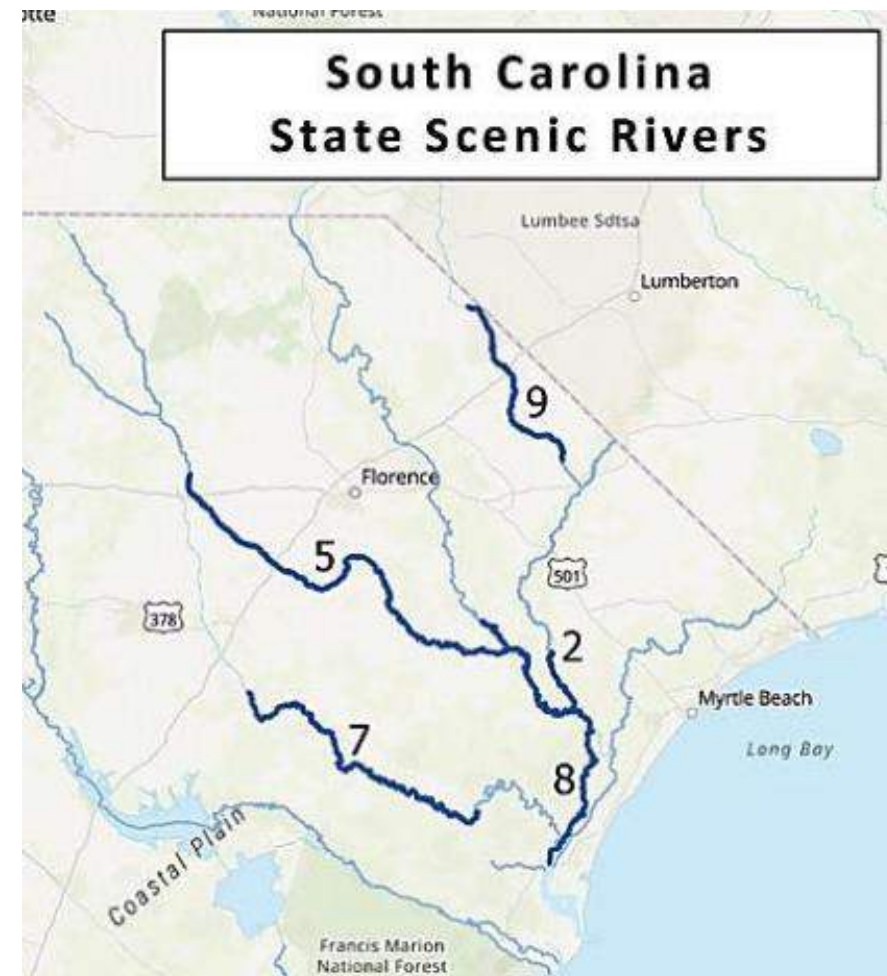 National Forest
South Carolina
State Scenic Rivers
Lumbee Sdtsa
Lumberton
9
Florence
5
501
378
2
Myrtle Beach
7
Long Bay
8
Coastal Plain
Francis Marion
National Forest